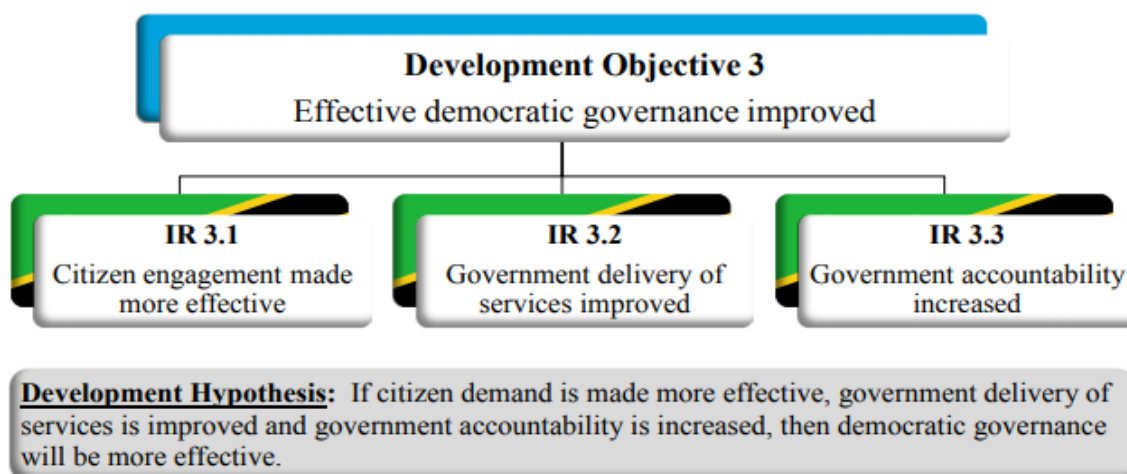 Development Objective 3
Effective democratic governance improved
IR 3.1
Citizen engagement made
more effective
IR 3.2
Government delivery of
services improved
IR 3.3
Government accountability
increased
Development Hypothesis: If citizen demand is made more effective, government delivery of
services is improved and government accountability is increased, then democratic governance
will be more effective.